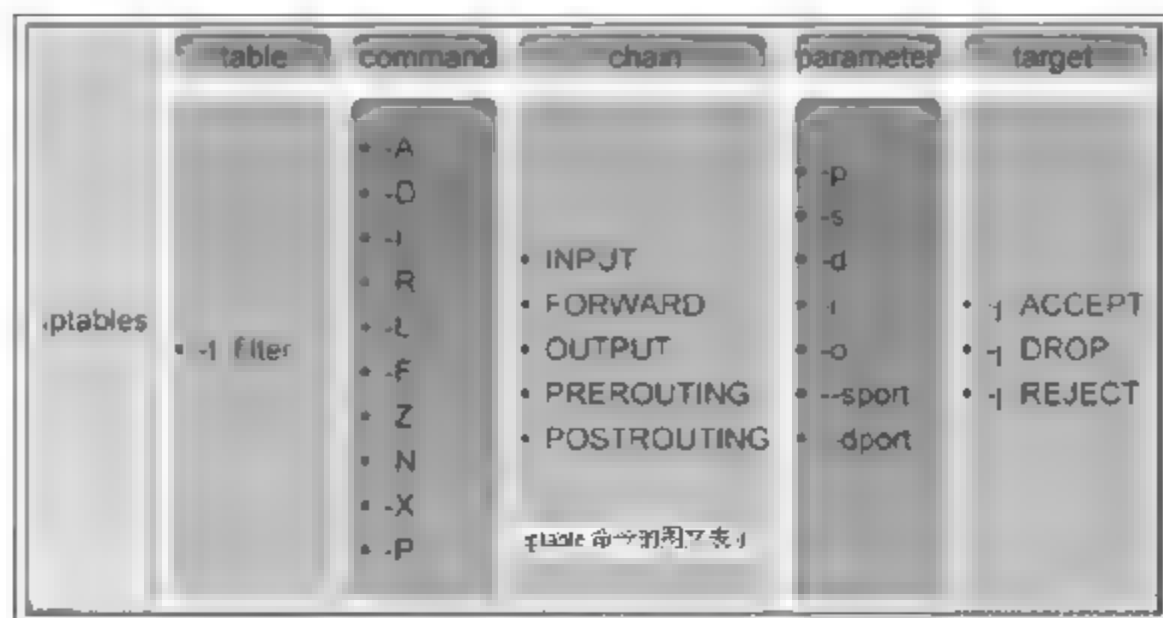 table
command
chain
parameter
target
iptables
-t filter
-A
-D
-I
-R
-L
-F
-Z
-N
-X
-P
INPUT
FORWARD
OUTPUT
PREROUTING
POSTROUTING
-p
-s
-d
-i
-o
--sport
--dport
-j ACCEPT
-j DROP
-j REJECT